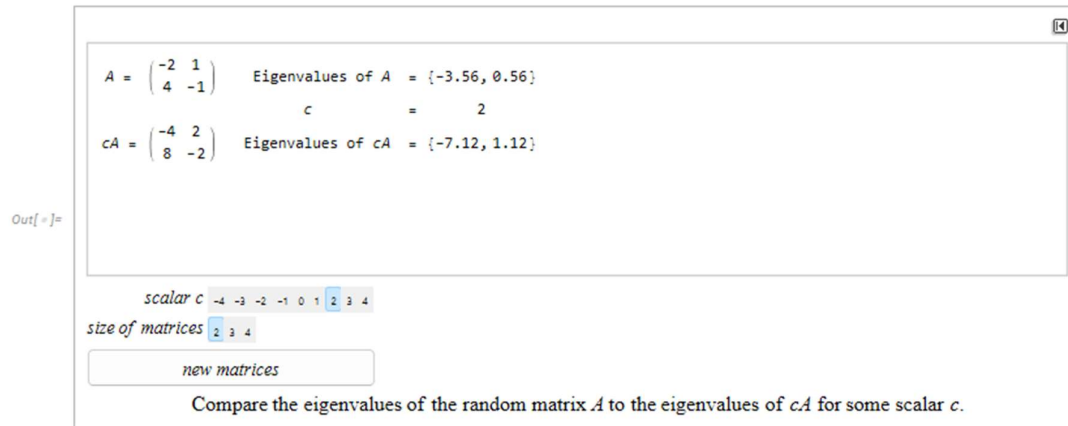 A = (-2 1
4 -1) Eigenvalues of A = {-3.56, 0.56}
c = 2
cA = (-4 2
8 -2) Eigenvalues of cA = {-7.12, 1.12}
Out[ ]=
scalar c -4 -3 -2 -1 0 1 2 3 4
size of matrices 2 3 4
new matrices
Compare the eigenvalues of the random matrix A to the eigenvalues of cA for some scalar c.